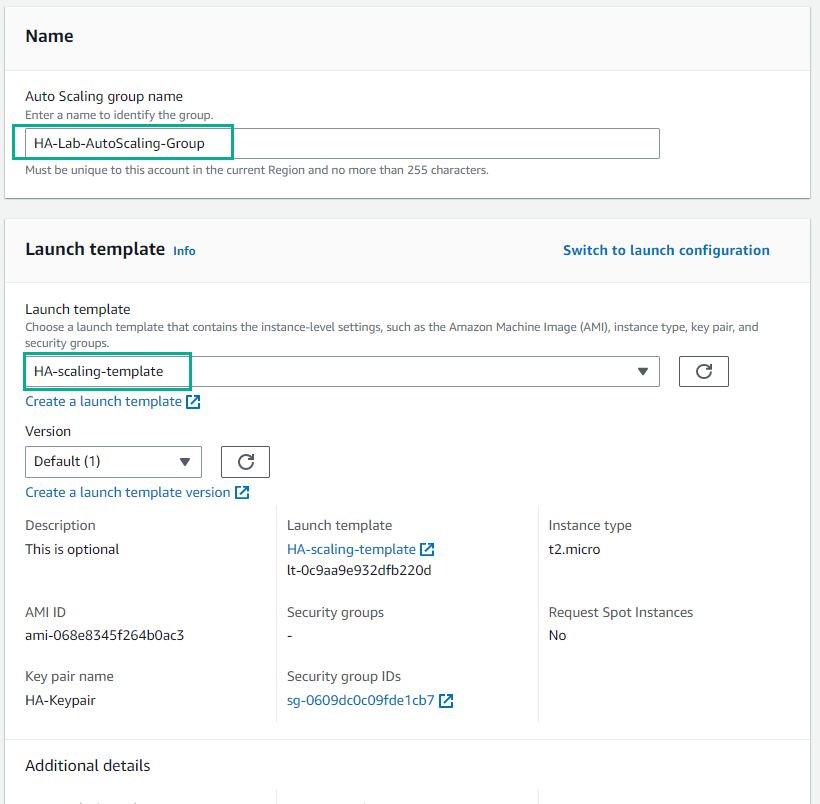 Name
Auto Scaling group name
Enter a name to identify the group.
HA-Lab-AutoScaling-Group
Must be unique to this account in the current Region and no more than 255 characters.
Launch template Info
Switch to launch configuration
Launch template
Choose a launch template that contains the instance-level settings, such as the Amazon Machine Image (AMI), instance type, key pair, and
security groups.
HA-scaling-template
Create a launch template
Version
Default (1)
Create a launch template version
Description
This is optional
Launch template
HA-scaling-template
lt-0c9aa9e932dfb220d
Instance type
t2.micro
AMI ID
ami-068e8345f264b0ac3
Security groups
-
Request Spot Instances
No
Key pair name
HA-Keypair
Security group IDs
sg-0609dc0c09fde1cb7
Additional details